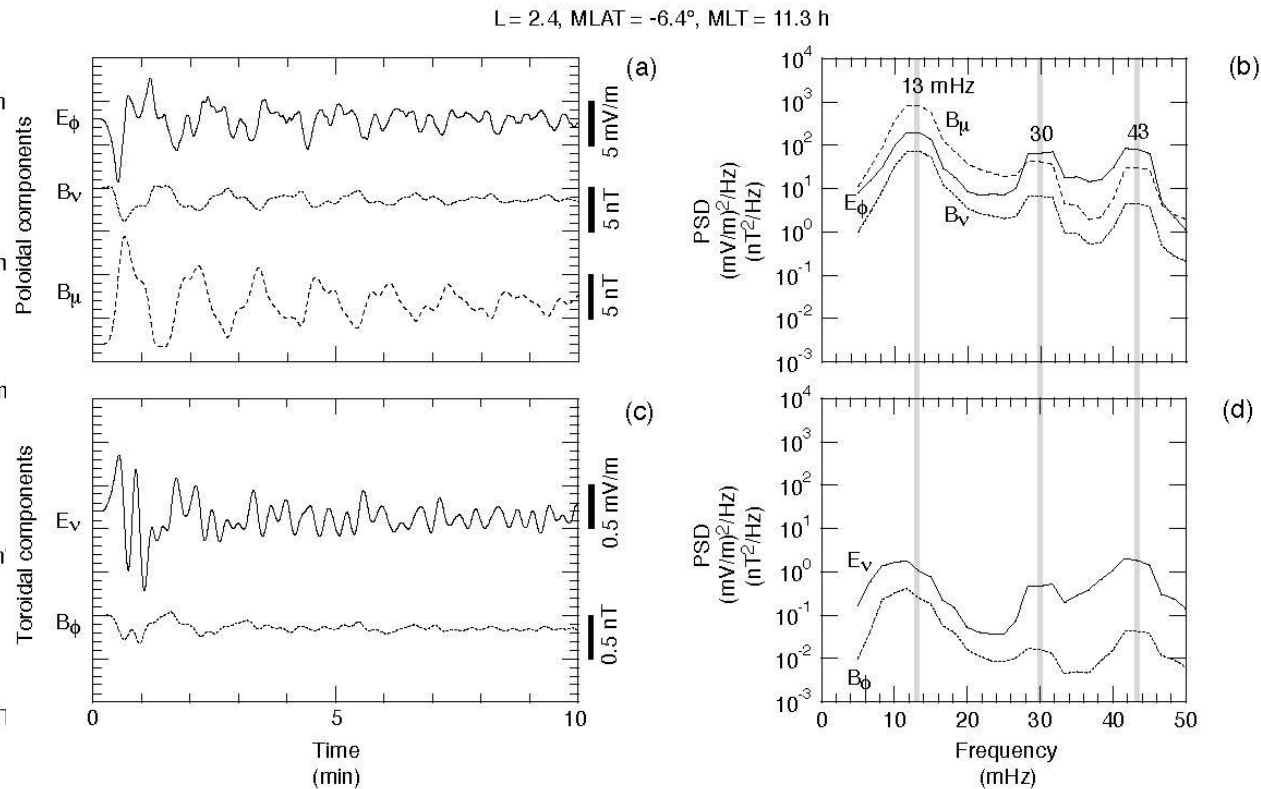 L = 2.4, MLAT = -6.4°, MLT = 11.3 h
(a)
Poloidal components
Eϕ
Bν
Bμ
5 mV/m
5 nT
5 nT
(b)
PSD
(mV/m)²/Hz)
(nT²/Hz)
10⁴
10³
10²
10¹
10⁰
10⁻¹
10⁻²
10⁻³
13 mHz
30
43
Bμ
Eϕ
Bν
(c)
Toroidal components
Eν
Bϕ
0.5 mV/m
0.5 nT
0 5 10
Time
(min)
(d)
PSD
(mV/m)²/Hz)
(nT²/Hz)
10⁴
10³
10²
10¹
10⁰
10⁻¹
10⁻²
10⁻³
Eν
Bϕ
0 10 20 30 40 50
Frequency
(mHz)